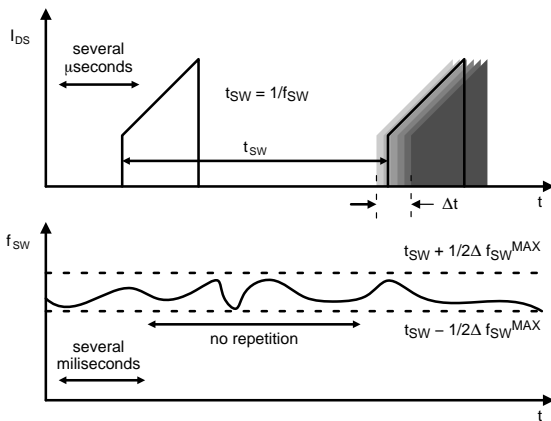 I_DS
several
μseconds
t_SW = 1/f_SW
t_SW
Δt
t
f_SW
t_SW + 1/2Δ f_SW^MAX
no repetition
t_SW – 1/2Δ f_SW^MAX
several
miliseconds
t